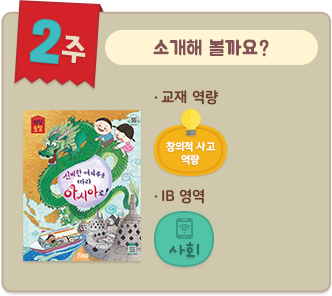 2주
소개해 볼까요?
· 교재 역량
창의적 사고
역량
신비한 여의주를
따라
아시아로!
· IB 영역
사회